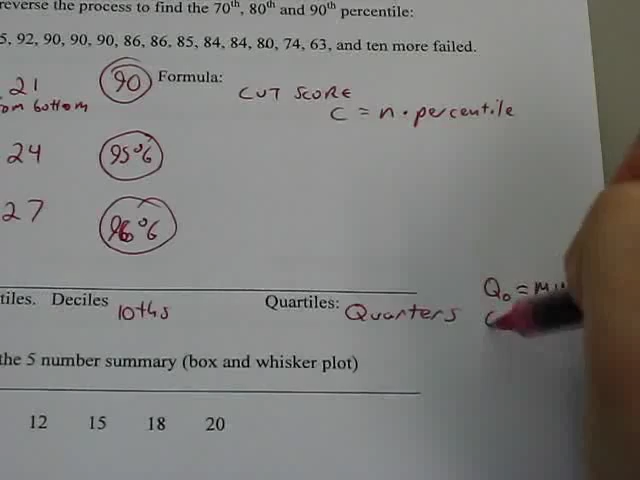 reverse the process to find the 70th, 80th and 90th percentile:
5, 92, 90, 90, 90, 86, 86, 85, 84, 84, 80, 74, 63, and ten more failed.
21 90 Formula:
om bottom CUT SCORE
C = n · percentile
24 95%
27 96%
Q0 =
tiles. Deciles 10ths Quartiles: Quarters
the 5 number summary (box and whisker plot)
12 15 18 20